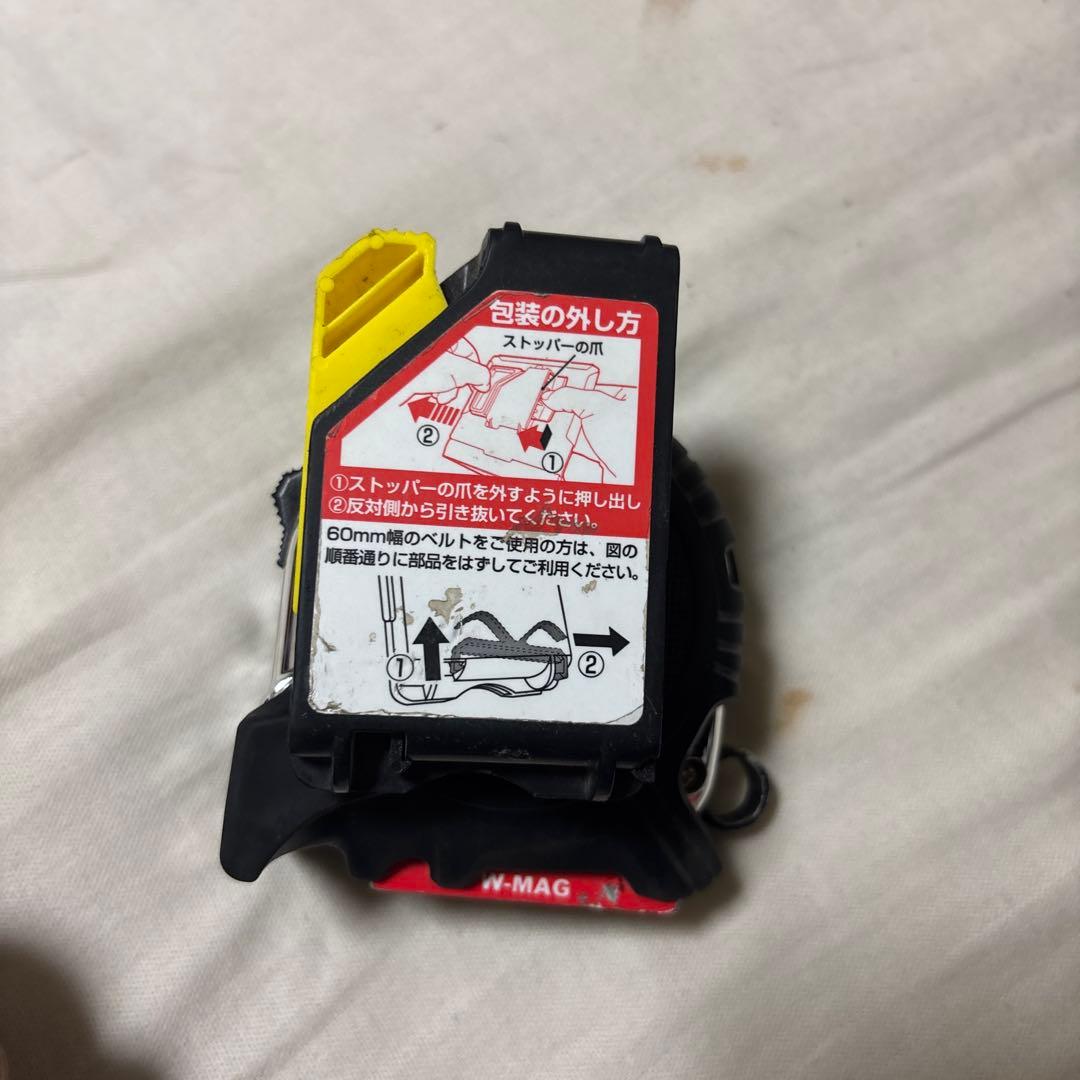 包装の外し方
ストッパーの爪
②
①
①ストッパーの爪を外すように押し出し
②反対側から引き抜いてください。
60mm幅のベルトをご使用の方は、図の
順番通りに部品をはずしてご利用ください。
①
②
W-MAG